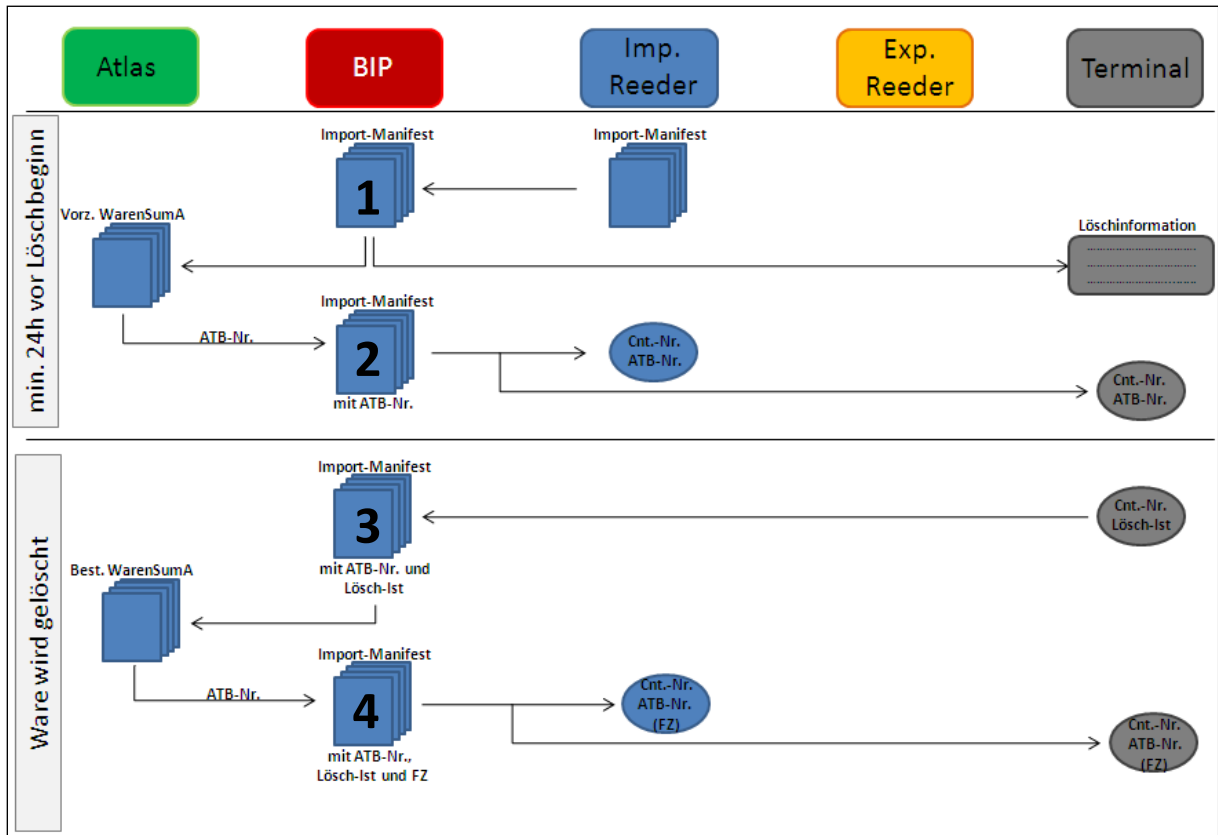 Atlas
BIP
Imp.
Reeder
Exp.
Reeder
Terminal
min. 24h vor Löschbeginn
Import-Manifest
1
Import-Manifest
Vorz. WarenSumA
Löschinformation
ATB-Nr.
Import-Manifest
2
mit ATB-Nr.
Cnt.-Nr.
ATB-Nr.
Cnt.-Nr.
ATB-Nr.
Ware wird gelöscht
Import-Manifest
3
mit ATB-Nr. und
Lösch-Ist
Cnt.-Nr.
Lösch-Ist
Best. WarenSumA
ATB-Nr.
Import-Manifest
4
mit ATB-Nr.,
Lösch-Ist und FZ
Cnt.-Nr.
ATB-Nr.
(FZ)
Cnt.-Nr.
ATB-Nr.
(FZ)